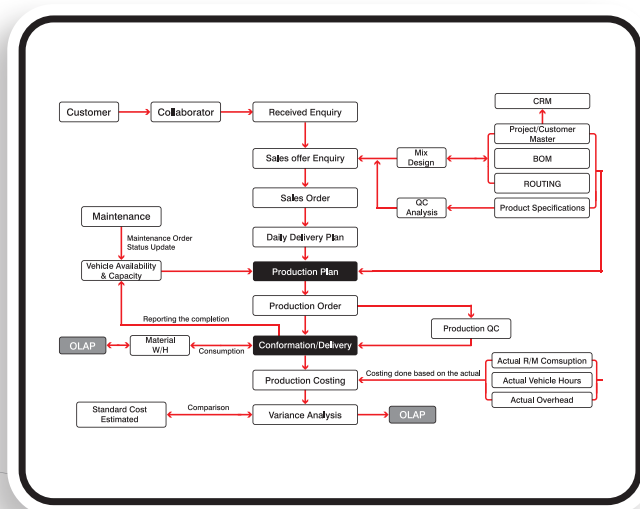 CRM
Customer
Collaborator
Received Enquiry
Project/Customer
Master
Sales offer Enquiry
Mix
Design
BOM
ROUTING
Sales Order
QC
Analysis
Product Specifications
Maintenance
Daily Delivery Plan
Maintenance Order
Status Update
Vehicle Availability
& Capacity
Production Plan
Production Order
Reporting the completion
Production QC
OLAP
Material
W/H
Consumption
Conformation/Delivery
Production Costing
Costing done based on the actual
Actual R/M Comsuption
Actual Vehicle Hours
Actual Overhead
Standard Cost
Estimated
Comparison
Variance Analysis
OLAP